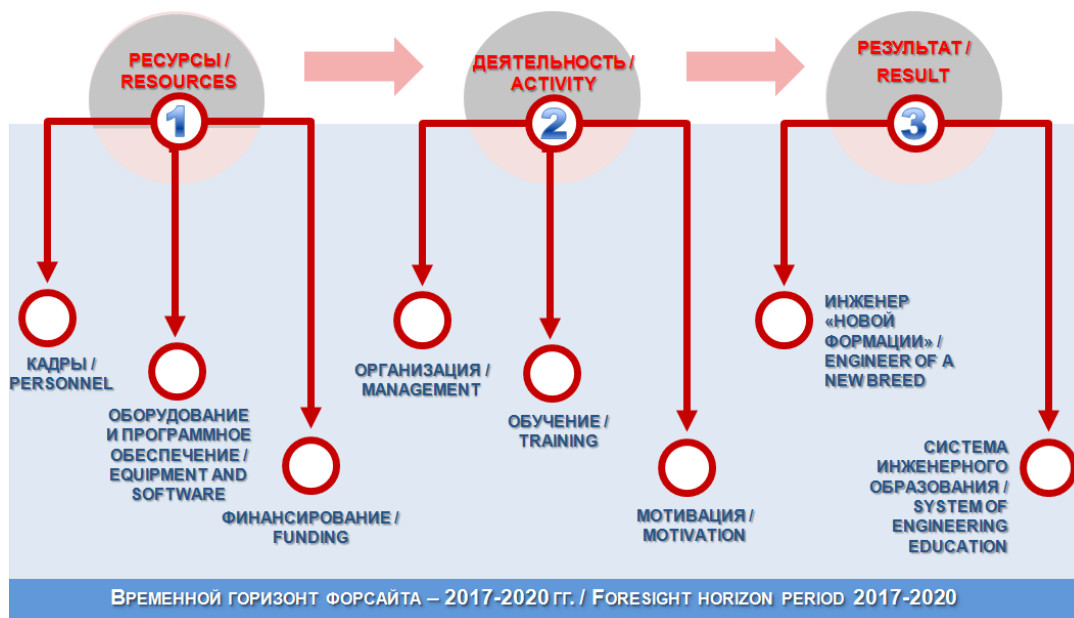 РЕСУРСЫ /
RESOURCES
1
ДЕЯТЕЛЬНОСТЬ /
ACTIVITY
2
РЕЗУЛЬТАТ /
RESULT
3
КАДРЫ /
PERSONNEL
ОБОРУДОВАНИЕ
И ПРОГРАММНОЕ
ОБЕСПЕЧЕНИЕ /
EQUIPMENT AND
SOFTWARE
ФИНАНСИРОВАНИЕ /
FUNDING
ОРГАНИЗАЦИЯ /
MANAGEMENT
ОБУЧЕНИЕ /
TRAINING
МОТИВАЦИЯ /
MOTIVATION
ИНЖЕНЕР
«НОВОЙ
ФОРМАЦИИ» /
ENGINEER OF A
NEW BREED
СИСТЕМА
ИНЖЕНЕРНОГО
ОБРАЗОВАНИЯ /
SYSTEM OF
ENGINEERING
EDUCATION
ВРЕМЕННОЙ ГОРИЗОНТ ФОРСАЙТА – 2017-2020 ГГ. / FORESIGHT HORIZON PERIOD 2017-2020